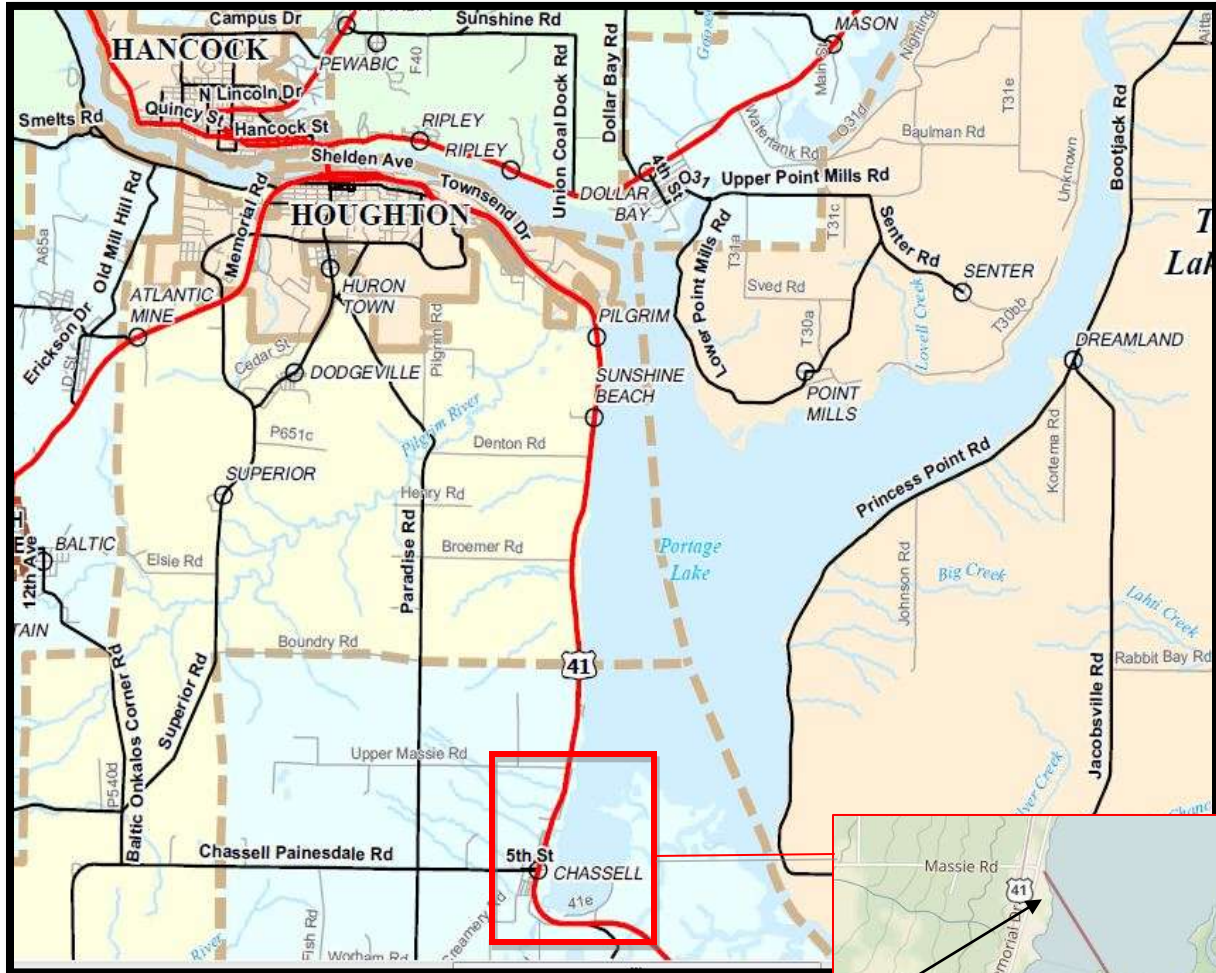 Campus Dr
Sunshine Rd
HANCOCK
PEWABIC
F40
N Lincoln Dr
Quincy St
Hancock St
Smelts Rd
RIPLEY
RIPLEY
Shelden Ave
Townsend Dr
Union Coal Dock Rd
Dollar Bay Rd
4th St
O31
DOLLAR
BAY
MASON
Main St
Watertank Rd
O31d
T31e
Baulman Rd
Upper Point Mills Rd
Unknown
Bootjack Rd
HOUGHTON
Memorial Rd
Old Mill Hill Rd
A65a
ATLANTIC
MINE
Erickson Dr
D St
HURON
TOWN
Cedar St
DODGEVILLE
Pilgrim Rd
Pilgrim River
PILGRIM
SUNSHINE
BEACH
Lower Point Mills Rd
T31a
T31c
Sved Rd
T30a
Senter Rd
SENTER
Lovell Creek
T30bb
POINT
MILLS
DREAMLAND
P651c
Denton Rd
SUPERIOR
Henry Rd
Paradise Rd
Broemer Rd
Portage
Lake
Princess Point Rd
Kortema Rd
Johnson Rd
Big Creek
Lahti Creek
Rabbit Bay Rd
BALTIC
12th Ave
TAIN
Elsie Rd
Boundry Rd
41
Baltic Onkalos Corner Rd
Superior Rd
P540d
Upper Massie Rd
Jacobsville Rd
Chassell Painesdale Rd
5th St
CHASSELL
41e
Creamery Rd
Fish Rd
River
Worham Rd
Massie Rd
41